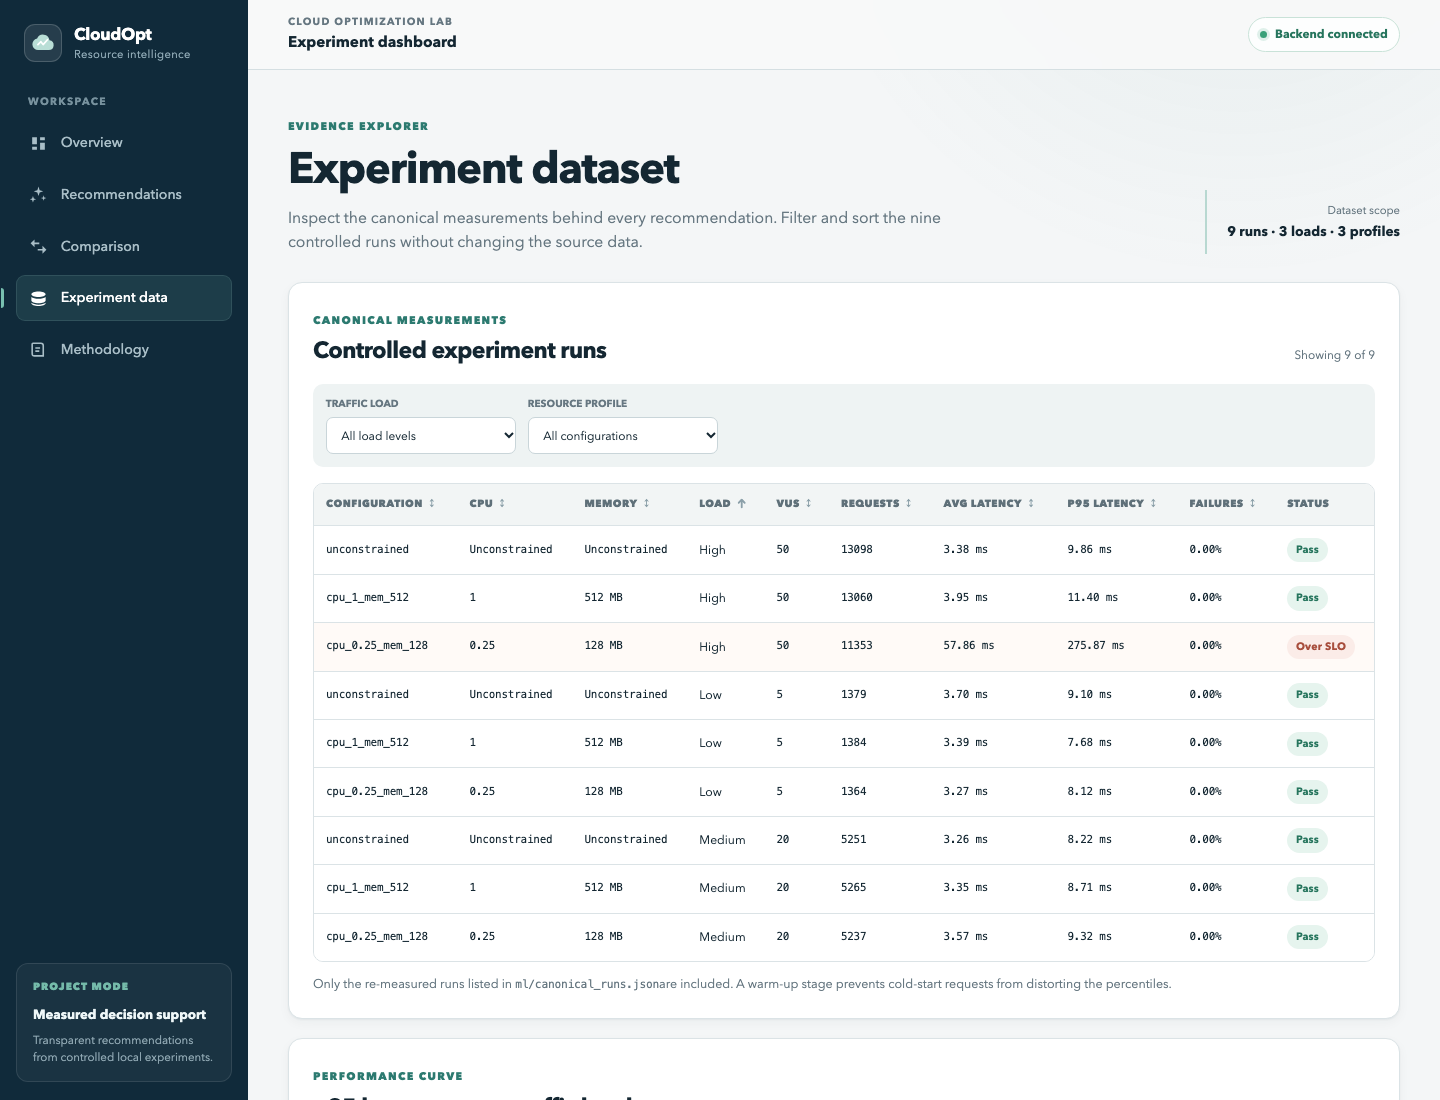 CloudOpt
Resource intelligence
WORKSPACE
Overview
Recommendations
Comparison
Experiment data
Methodology
PROJECT MODE
Measured decision support
Transparent recommendations
from controlled local experiments.
CLOUD OPTIMIZATION LAB
Experiment dashboard
Backend connected
EVIDENCE EXPLORER
Experiment dataset
Inspect the canonical measurements behind every recommendation. Filter and sort the nine
controlled runs without changing the source data.
Dataset scope
9 runs · 3 loads · 3 profiles
CANONICAL MEASUREMENTS
Controlled experiment runs
Showing 9 of 9
TRAFFIC LOAD RESOURCE PROFILE
All load levels All configurations
CONFIGURATION ↕ CPU ↕ MEMORY ↕ LOAD ↑ VUS ↕ REQUESTS ↕ AVG LATENCY ↕ P95 LATENCY ↕ FAILURES ↕ STATUS
unconstrained Unconstrained Unconstrained High 50 13098 3.38 ms 9.86 ms 0.00% Pass
cpu_1_mem_512 1 512 MB High 50 13060 3.95 ms 11.40 ms 0.00% Pass
cpu_0.25_mem_128 0.25 128 MB High 50 11353 57.86 ms 275.87 ms 0.00% Over SLO
unconstrained Unconstrained Unconstrained Low 5 1379 3.70 ms 9.10 ms 0.00% Pass
cpu_1_mem_512 1 512 MB Low 5 1384 3.39 ms 7.68 ms 0.00% Pass
cpu_0.25_mem_128 0.25 128 MB Low 5 1364 3.27 ms 8.12 ms 0.00% Pass
unconstrained Unconstrained Unconstrained Medium 20 5251 3.26 ms 8.22 ms 0.00% Pass
cpu_1_mem_512 1 512 MB Medium 20 5265 3.35 ms 8.71 ms 0.00% Pass
cpu_0.25_mem_128 0.25 128 MB Medium 20 5237 3.57 ms 9.32 ms 0.00% Pass
Only the re-measured runs listed in ml/canonical_runs.jsonare included. A warm-up stage prevents cold-start requests from distorting the percentiles.
PERFORMANCE CURVE